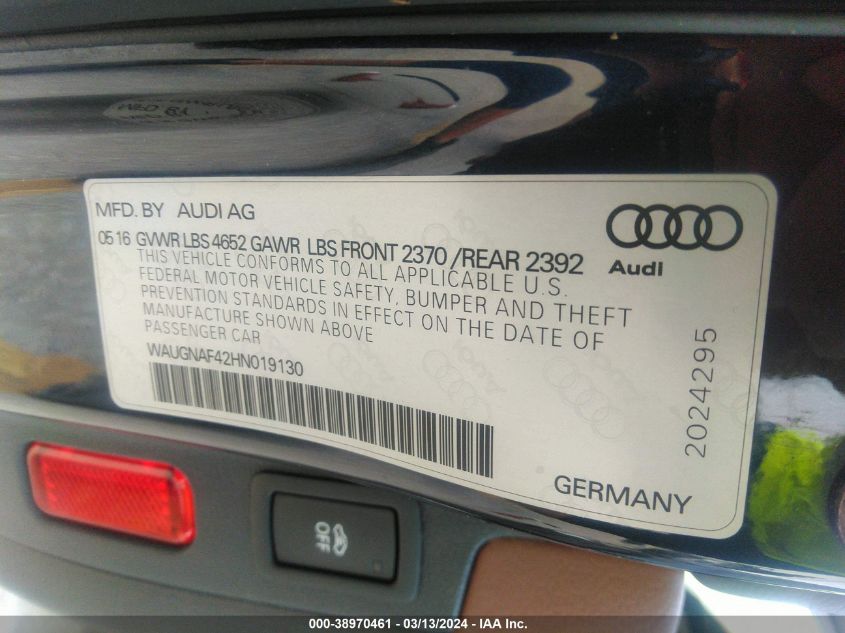 MFD. BY AUDI AG
05 16 GVWR LBS 4652 GAWR LBS FRONT 2370 /REAR 2392
THIS VEHICLE CONFORMS TO ALL APPLICABLE U.S.
FEDERAL MOTOR VEHICLE SAFETY, BUMPER AND THEFT
PREVENTION STANDARDS IN EFFECT ON THE DATE OF
MANUFACTURE SHOWN ABOVE
PASSENGER CAR
WAUGNAF42HN019130
Audi
2024295
GERMANY
OFF
000-38970461 - 03/13/2024 - IAA Inc.